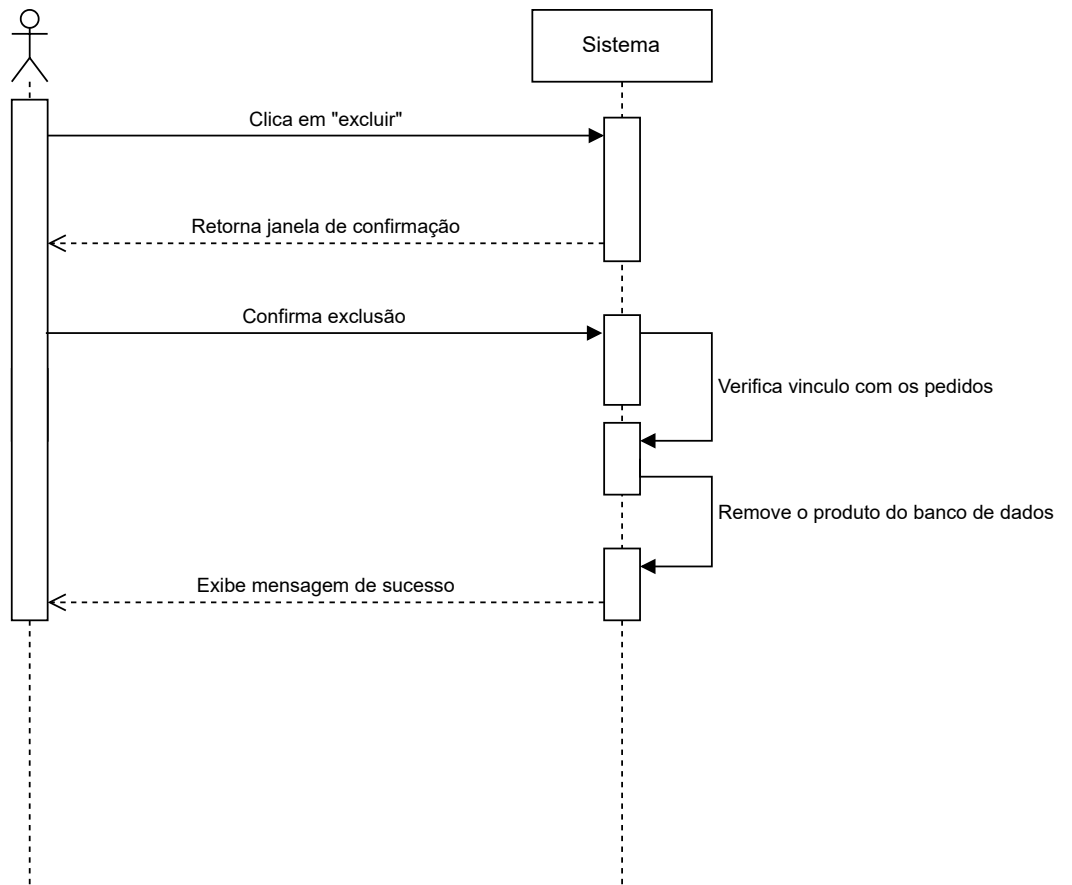 Sistema
Clica em "excluir"
Retorna janela de confirmação
Confirma exclusão
Verifica vinculo com os pedidos
Remove o produto do banco de dados
Exibe mensagem de sucesso